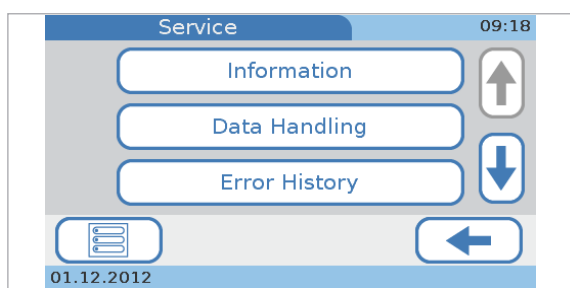 Service 09:18
Information
Data Handling
Error History
01.12.2012